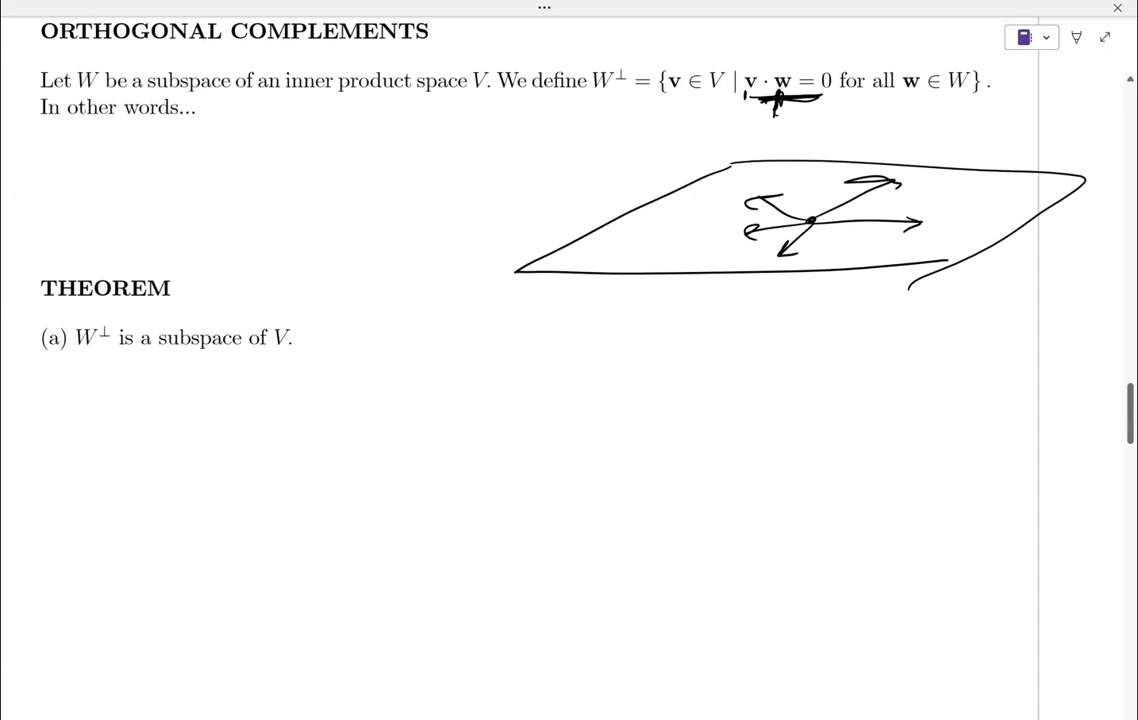 ORTHOGONAL COMPLEMENTS
Let W be a subspace of an inner product space V. We define W⊥ = {v ∈ V | v · w = 0 for all w ∈ W} .
In other words...
THEOREM
(a) W⊥ is a subspace of V.